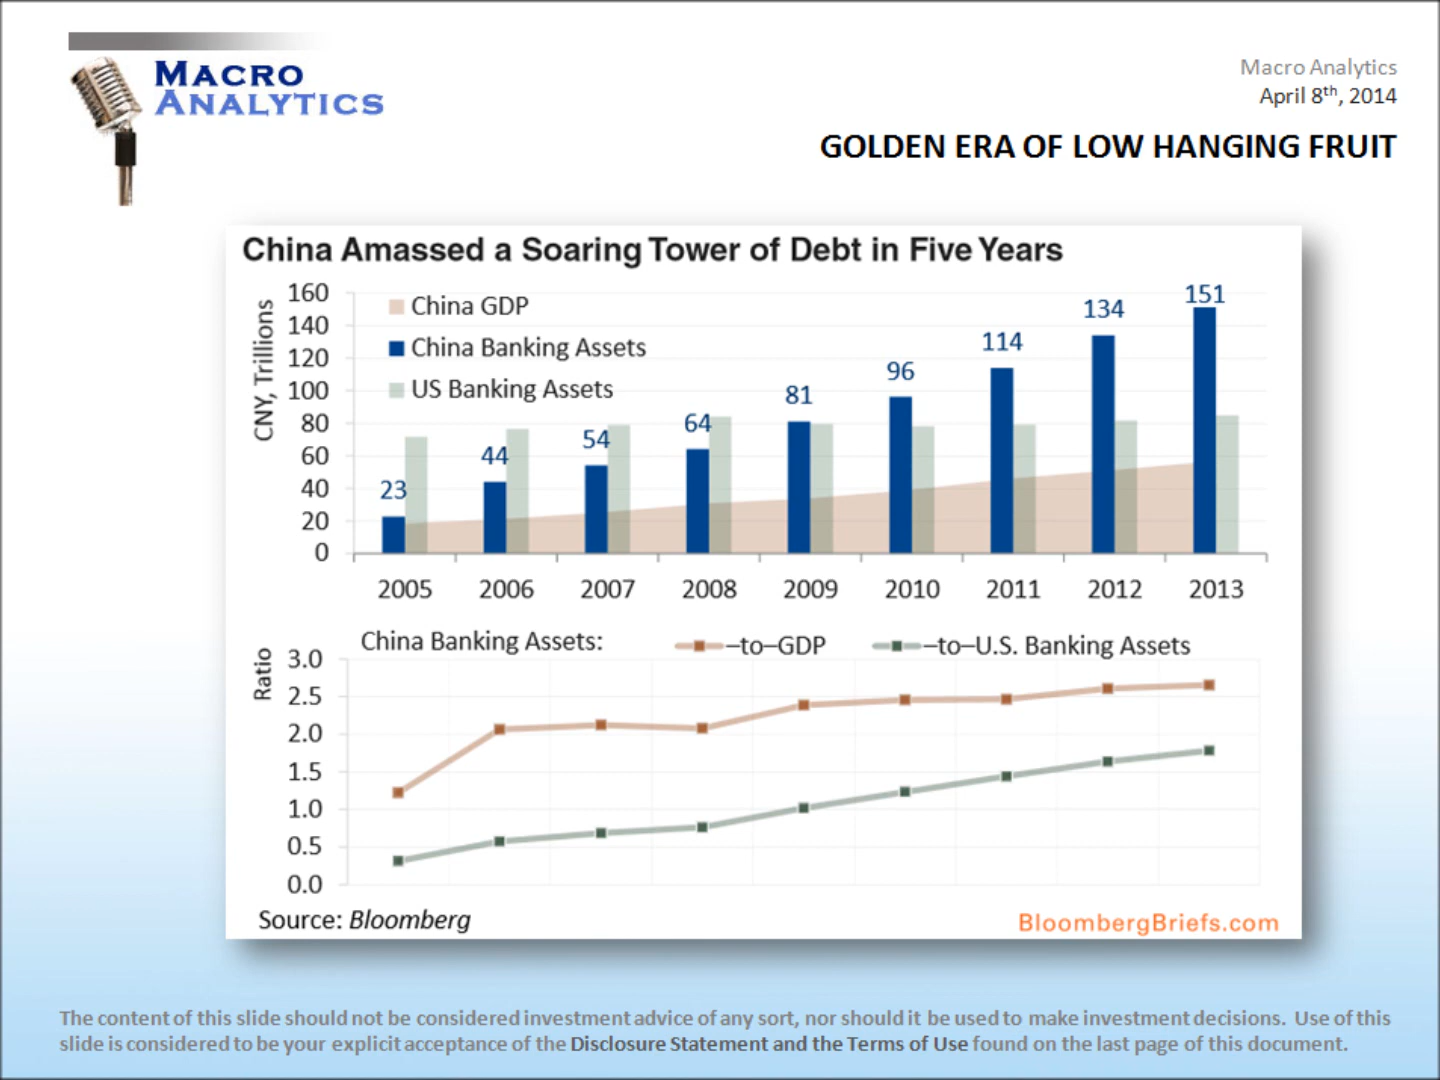 MACRO
ANALYTICS
Macro Analytics
April 8th, 2014
GOLDEN ERA OF LOW HANGING FRUIT
China Amassed a Soaring Tower of Debt in Five Years
CNY, Trillions
160
140
120
100
80
60
40
20
0
China GDP
China Banking Assets
US Banking Assets
23
44
54
64
81
96
114
134
151
2005 2006 2007 2008 2009 2010 2011 2012 2013
China Banking Assets: –to–GDP –to–U.S. Banking Assets
Ratio
3.0
2.5
2.0
1.5
1.0
0.5
0.0
Source: Bloomberg
BloombergBriefs.com
The content of this slide should not be considered investment advice of any sort, nor should it be used to make investment decisions. Use of this
slide is considered to be your explicit acceptance of the Disclosure Statement and the Terms of Use found on the last page of this document.